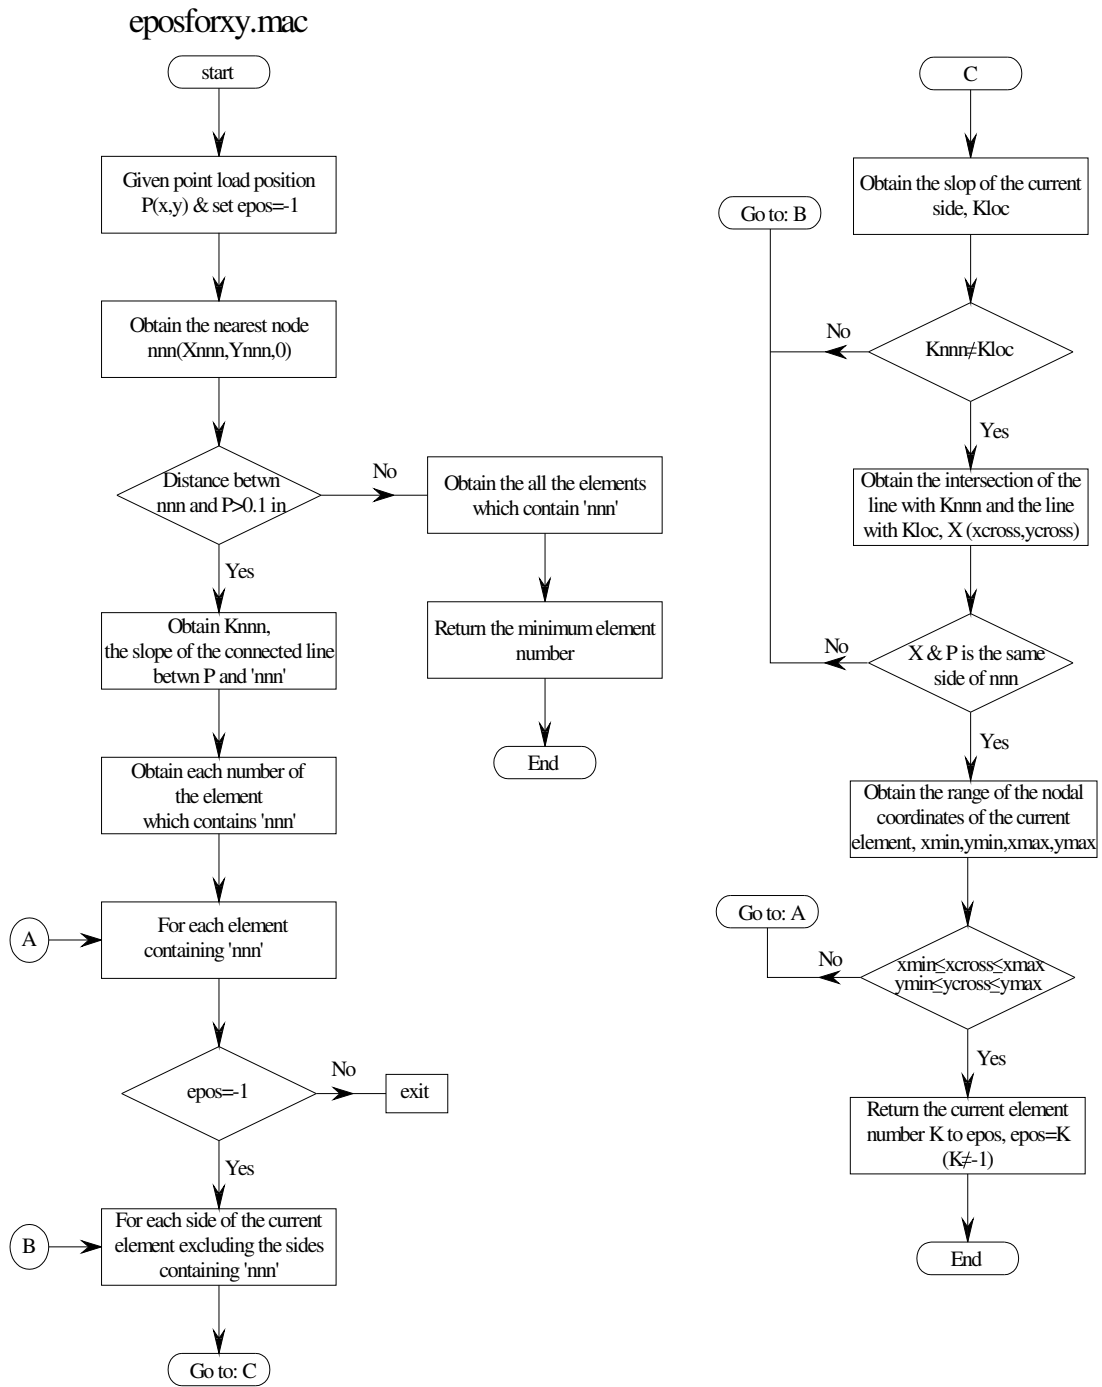 eposforxy.mac
start
Given point load position
P(x,y) & set epos=-1
Obtain the nearest node
nnn(Xnnn,Ynnn,0)
Distance betwn
nnn and P>0.1 in
No
Yes
Obtain the all the elements
which contain 'nnn'
Return the minimum element
number
End
Obtain Knnn,
the slope of the connected line
betwn P and 'nnn'
Obtain each number of
the element
which contains 'nnn'
A
For each element
containing 'nnn'
epos=-1
No
exit
Yes
B
For each side of the current
element excluding the sides
containing 'nnn'
Go to: C
C
Obtain the slop of the current
side, Kloc
Go to: B
Knnn≠Kloc
No
Yes
Obtain the intersection of the
line with Knnn and the line
with Kloc, X (xcross,ycross)
X & P is the same
side of nnn
No
Yes
Obtain the range of the nodal
coordinates of the current
element, xmin,ymin,xmax,ymax
Go to: A
xmin≤xcross≤xmax
ymin≤ycross≤ymax
No
Yes
Return the current element
number K to epos, epos=K
(K≠-1)
End